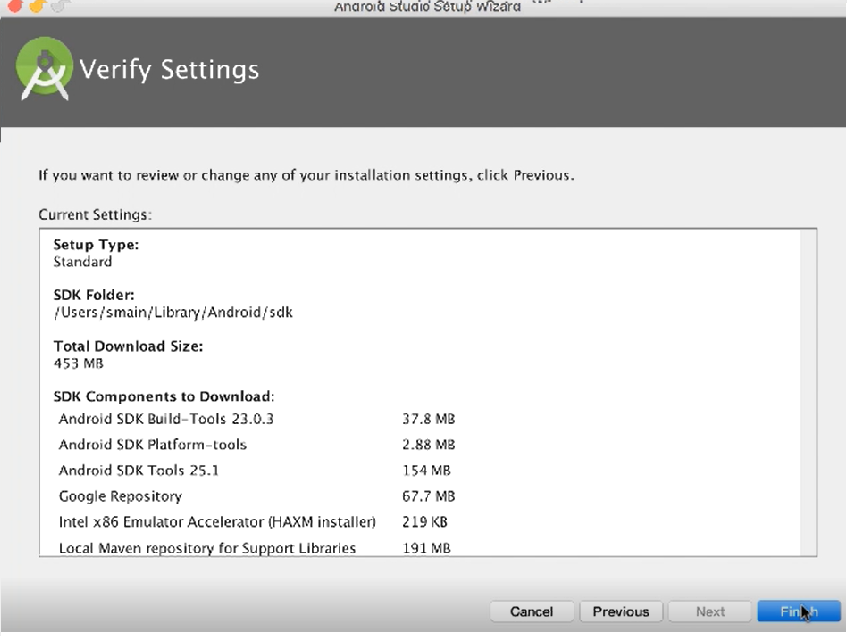 Android Studio Setup Wizard
Verify Settings
If you want to review or change any of your installation settings, click Previous.
Current Settings:
Setup Type:
Standard
SDK Folder:
/Users/smain/Library/Android/sdk
Total Download Size:
453 MB
SDK Components to Download:
Android SDK Build-Tools 23.0.3 37.8 MB
Android SDK Platform-tools 2.88 MB
Android SDK Tools 25.1 154 MB
Google Repository 67.7 MB
Intel x86 Emulator Accelerator (HAXM installer) 219 KB
Local Maven repository for Support Libraries 191 MB
Cancel Previous Next Finish